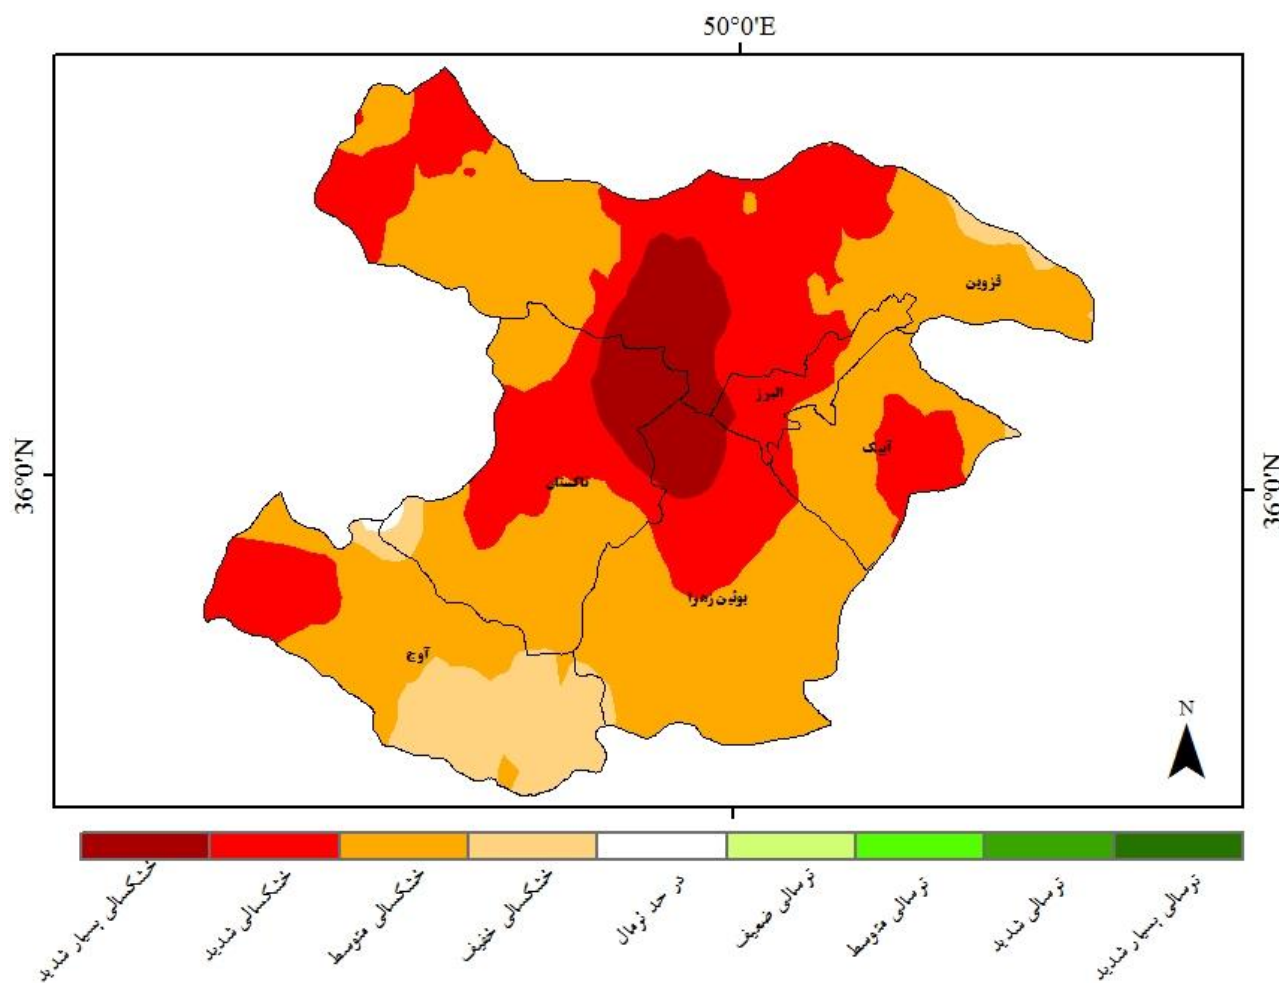 50°0'E
36°0'N
36°0'N
قزوین
البرز
آبیک
تاکستان
بوئین زهرا
آوج
N
خشکسالی بسیار شدید
خشکسالی شدید
خشکسالی متوسط
خشکسالی خفیف
در حد نرمال
ترسالی ضعیف
ترسالی متوسط
ترسالی شدید
ترسالی بسیار شدید